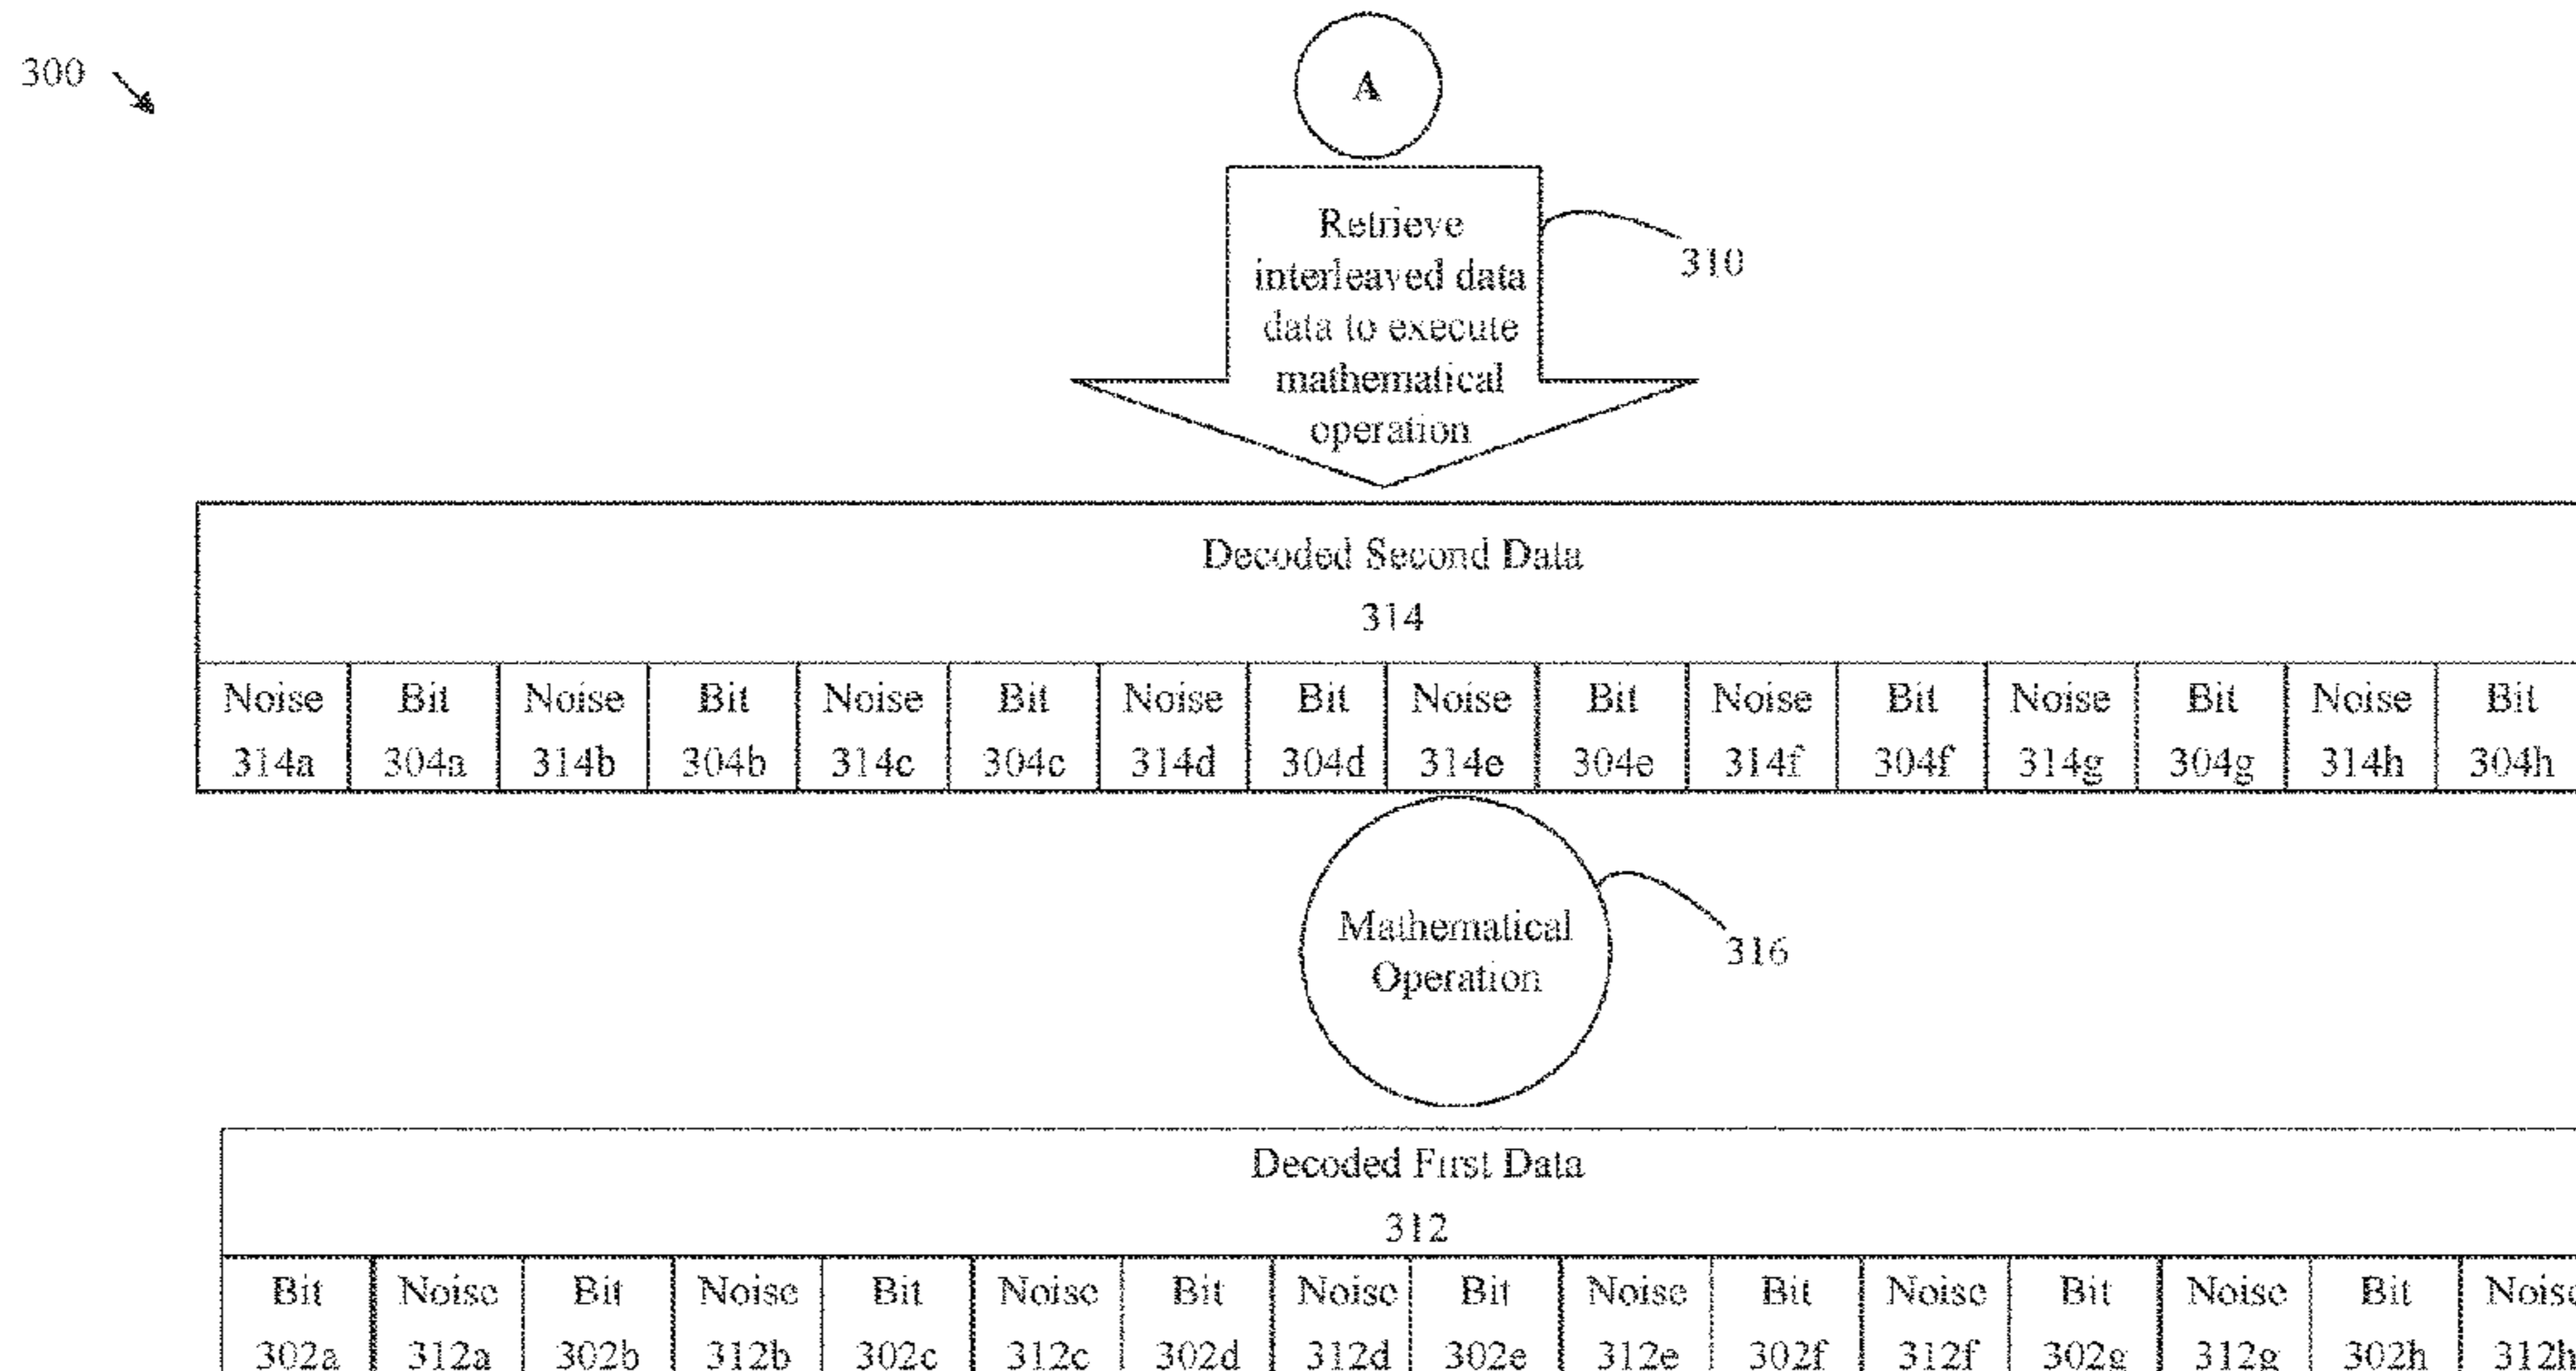 300
A
Retrieve
interleaved data
data to execute
mathematical
operation
310
Decoded Second Data
314
Noise Bit Noise Bit Noise Bit Noise Bit Noise Bit Noise Bit Noise Bit Noise Bit
314a 304a 314b 304b 314c 304c 314d 304d 314e 304e 314f 304f 314g 304g 314h 304h
Mathematical
Operation
316
Decoded First Data
312
Bit Noise Bit Noise Bit Noise Bit Noise Bit Noise Bit Noise Bit Noise Bit Noise
302a 312a 302b 312b 302c 312c 302d 312d 302e 312e 302f 312f 302g 312g 302h 312h